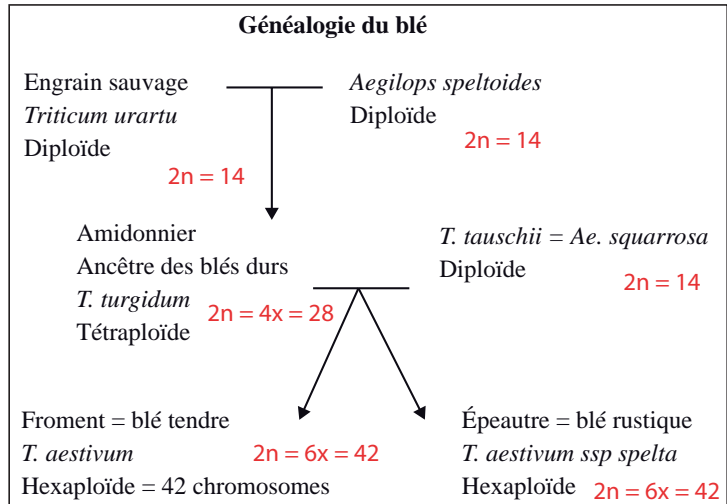 Généalogie du blé
Engrain sauvage
Triticum urartu
Diploïde
2n = 14
Aegilops speltoides
Diploïde
2n = 14
Amidonnier
Ancêtre des blés durs
T. turgidum
2n = 4x = 28
Tétraploïde
T. tauschii = Ae. squarrosa
Diploïde
2n = 14
Froment = blé tendre
T. aestivum
2n = 6x = 42
Hexaploïde = 42 chromosomes
Épeautre = blé rustique
T. aestivum ssp spelta
Hexaploïde 2n = 6x = 42